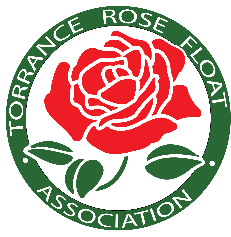 TORRANCE ROSE FLOAT
ASSOCIATION